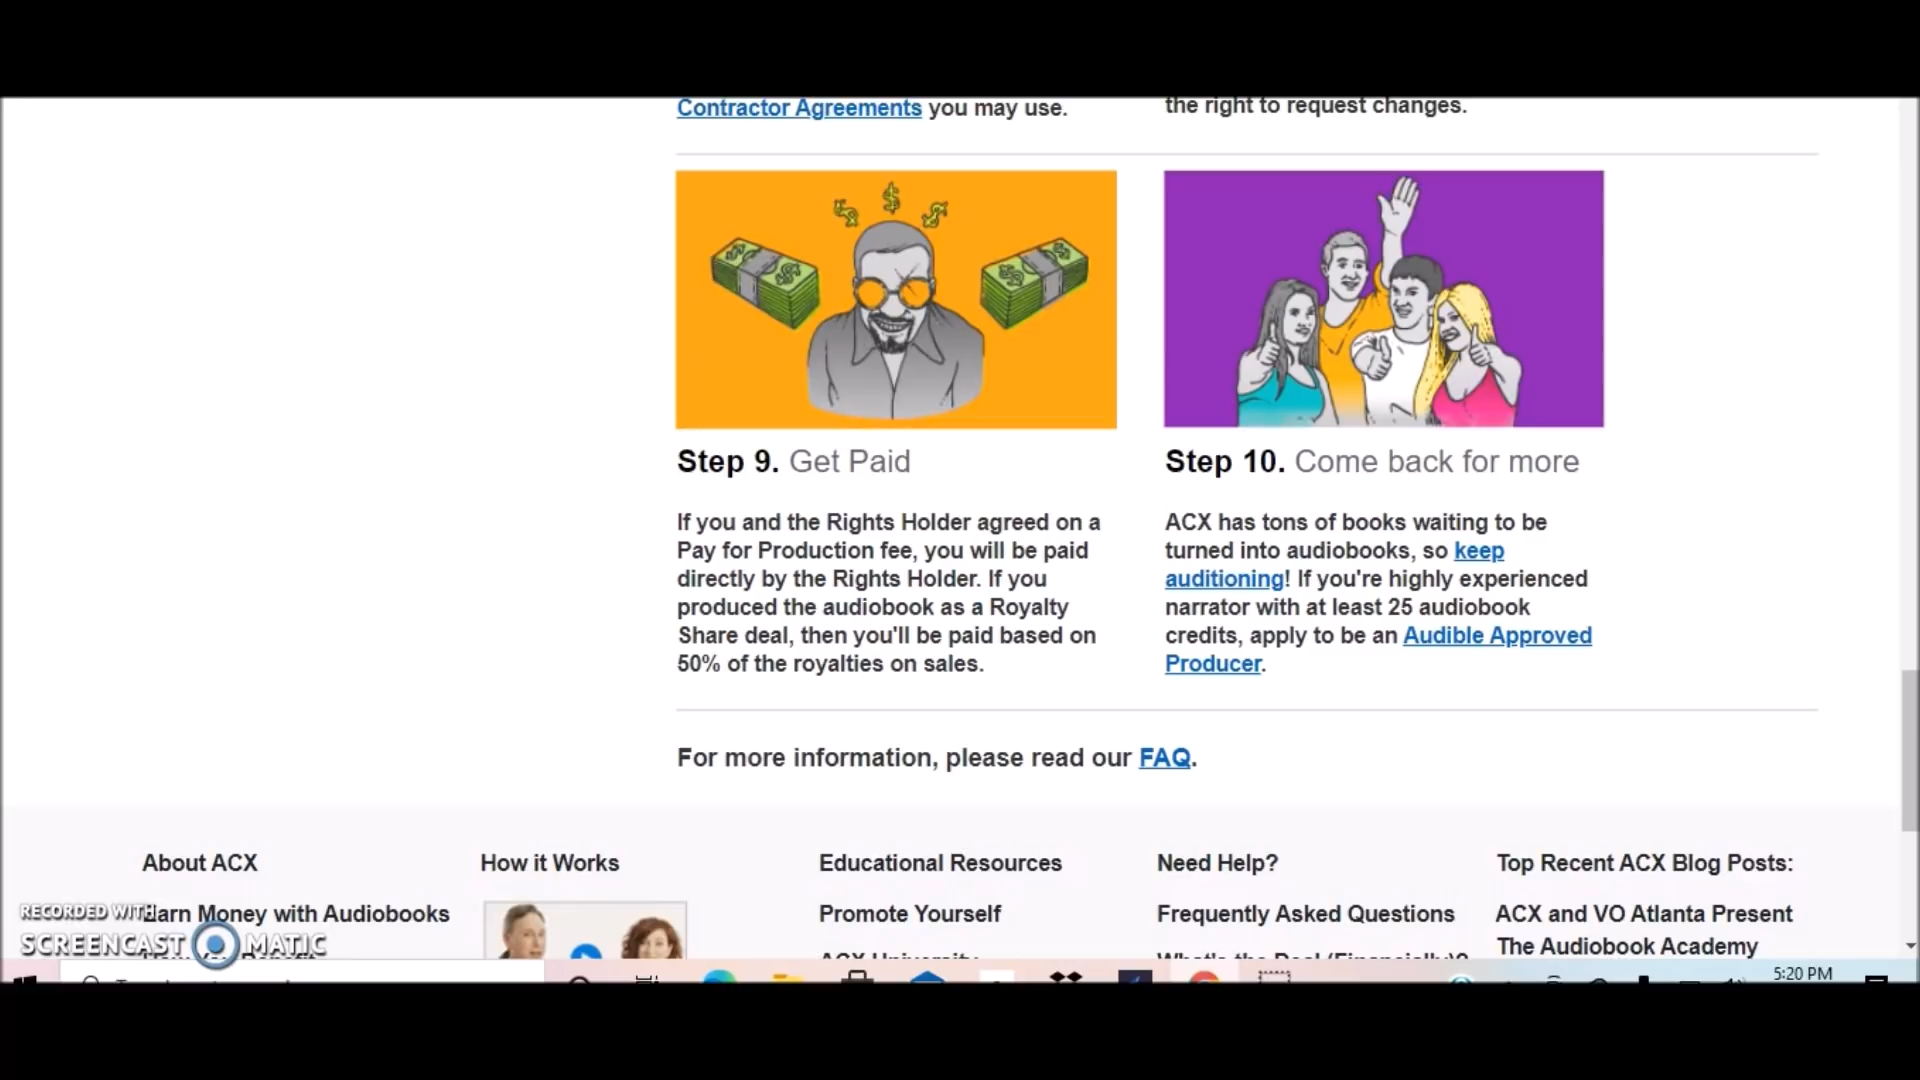 Contractor Agreements you may use.
the right to request changes.
Step 9. Get Paid
If you and the Rights Holder agreed on a
Pay for Production fee, you will be paid
directly by the Rights Holder. If you
produced the audiobook as a Royalty
Share deal, then you'll be paid based on
50% of the royalties on sales.
Step 10. Come back for more
ACX has tons of books waiting to be
turned into audiobooks, so keep
auditioning! If you're highly experienced
narrator with at least 25 audiobook
credits, apply to be an Audible Approved
Producer.
For more information, please read our FAQ.
About ACX
Earn Money with Audiobooks
How it Works
Educational Resources
Promote Yourself
ACX University
Need Help?
Frequently Asked Questions
What's the Deal (Financially)?
Top Recent ACX Blog Posts:
ACX and VO Atlanta Present
The Audiobook Academy
RECORDED WITH
SCREENCAST MATIC
5:20 PM